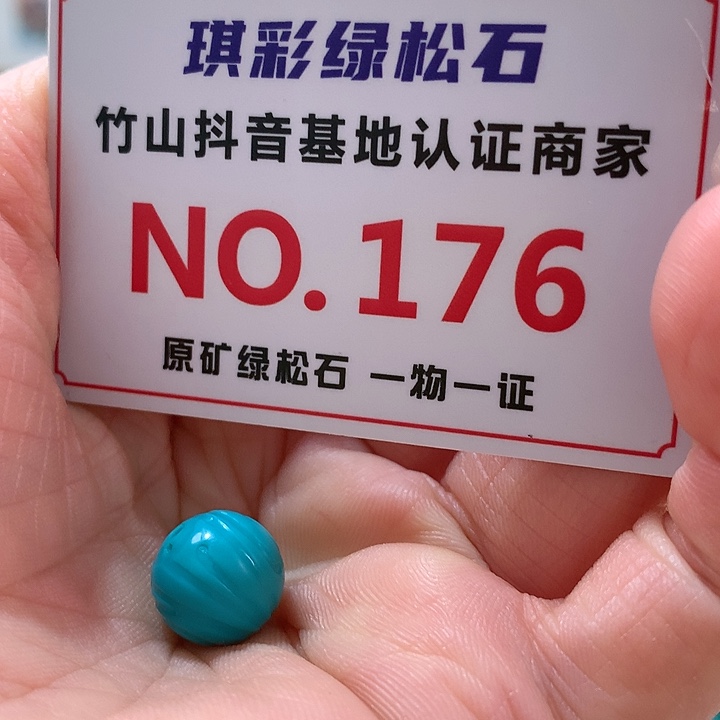 琪彩绿松石
竹山抖音基地认证商家
NO.176
原矿绿松石 一物一证